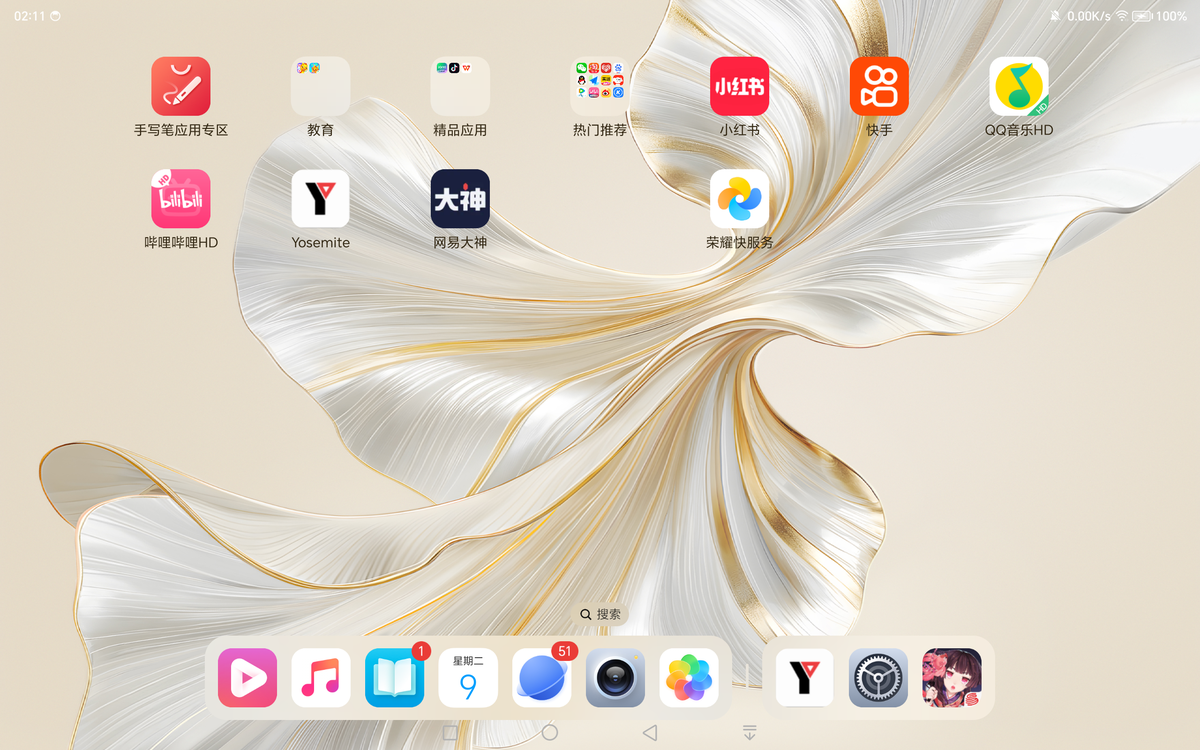 02:11
0.00K/s
100%
手写笔应用专区
教育
精品应用
热门推荐
小红书
小红书
快手
HD
QQ音乐HD
HD
bilibili
哔哩哔哩HD
Y
Yosemite
大神
网易大神
荣耀快服务
搜索
1
星期二
9
51
Y